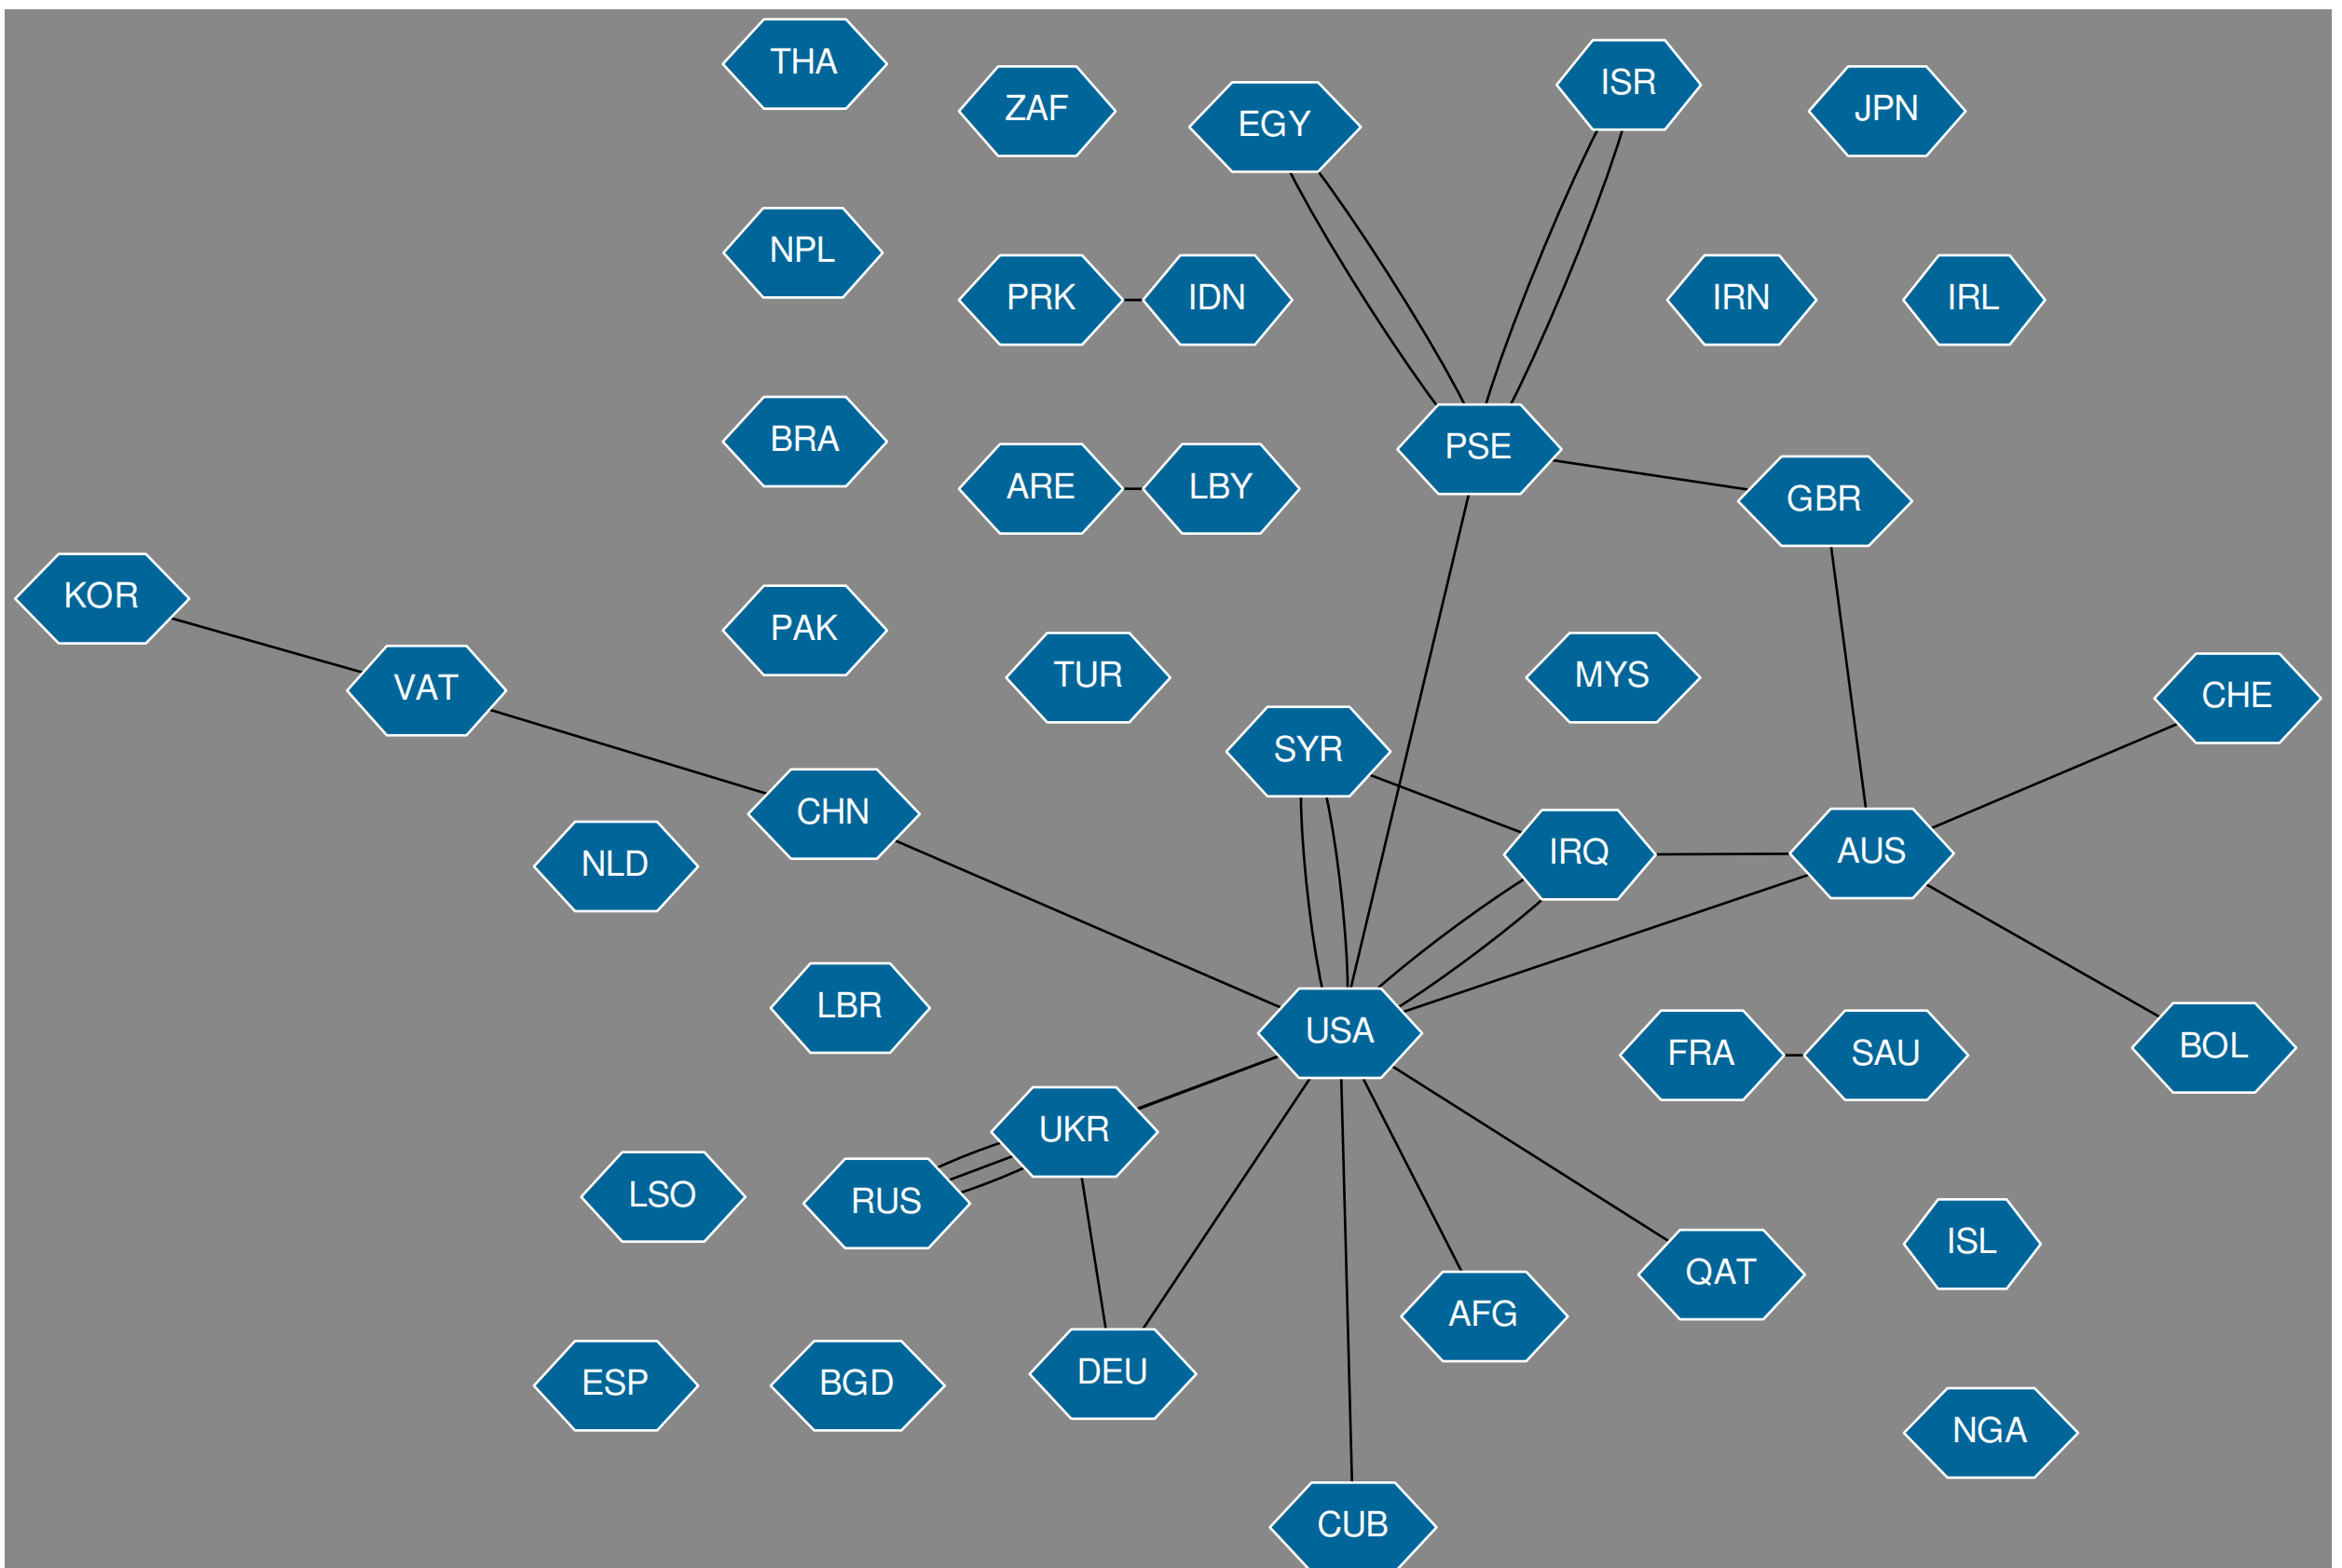 THA
ZAF
EGY
ISR
JPN
NPL
PRK
IDN
IRN
IRL
BRA
ARE
LBY
PSE
GBR
KOR
VAT
PAK
TUR
MYS
CHE
SYR
CHN
NLD
IRQ
AUS
LBR
USA
FRA
SAU
BOL
UKR
LSO
RUS
ISL
QAT
AFG
ESP
BGD
DEU
NGA
CUB